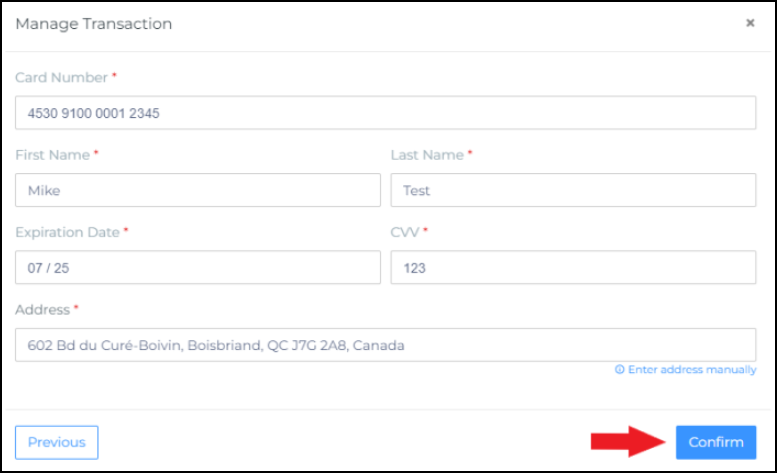 Manage Transaction ×
Card Number *
4530 9100 0001 2345
First Name * Last Name *
Mike Test
Expiration Date * CVV *
07 / 25 123
Address *
602 Bd du Curé-Boivin, Boisbriand, QC J7G 2A8, Canada
Enter address manually
Previous Confirm